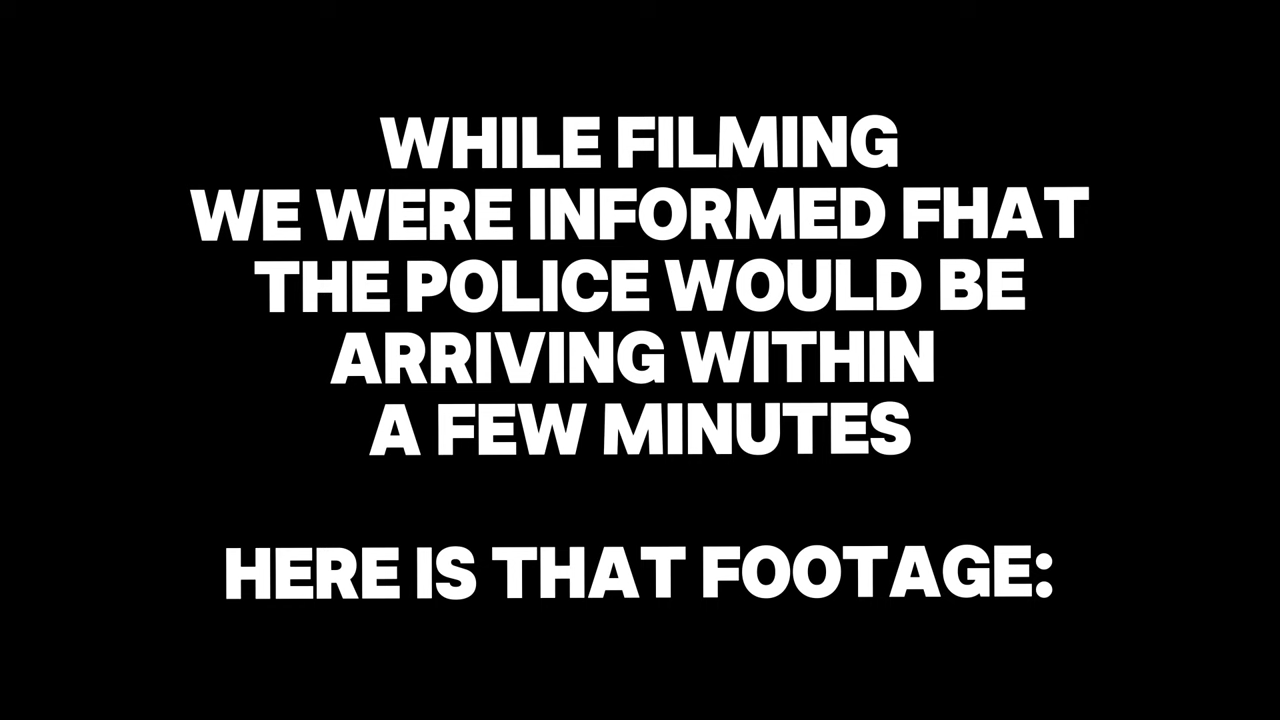 WHILE FILMING
WE WERE INFORMED FHAT
THE POLICE WOULD BE
ARRIVING WITHIN
A FEW MINUTES
HERE IS THAT FOOTAGE: